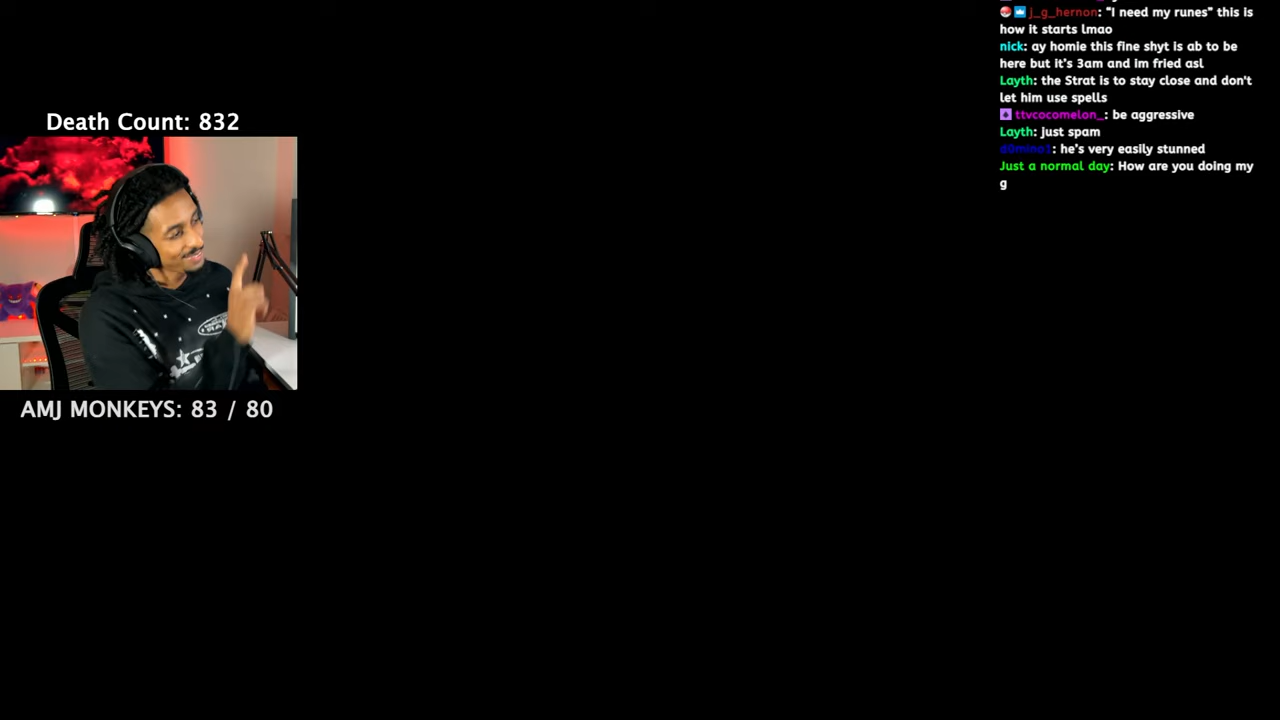 j_g_hernon: "I need my runes" this is
how it starts lmao
nick: ay homie this fine shyt is ab to be
here but it's 3am and im fried asl
Layth: the Strat is to stay close and don't
let him use spells
ttvcocomelon_: be aggressive
Layth: just spam
d0mino1: he's very easily stunned
Just a normal day: How are you doing my
g
Death Count: 832
AMJ MONKEYS: 83 / 80